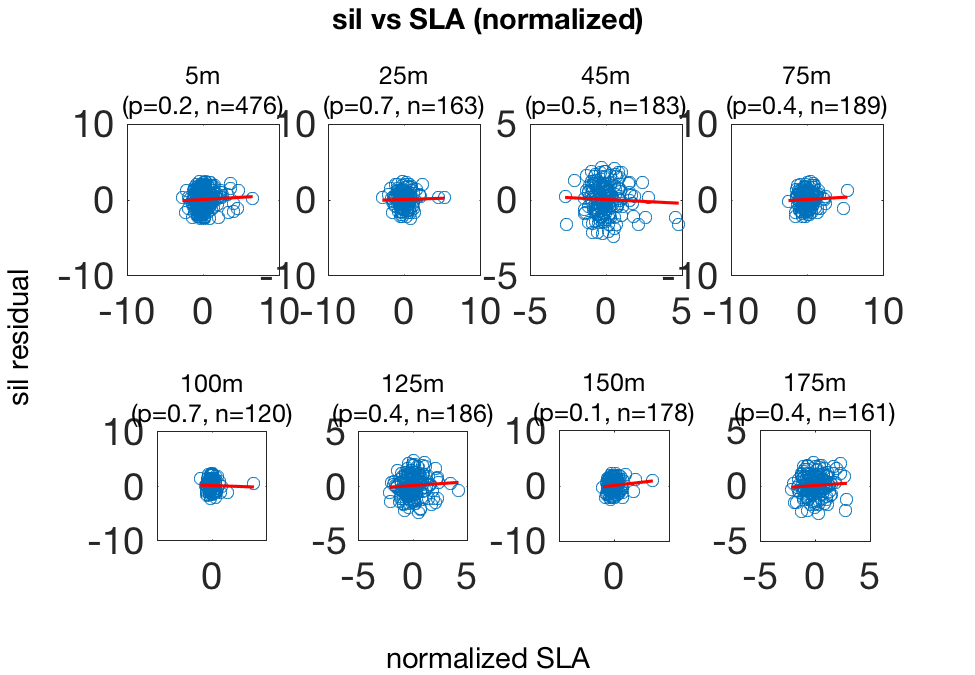 sil vs SLA (normalized)
5m
(p=0.2, n=476)
25m
(p=0.7, n=163)
45m
(p=0.5, n=183)
75m
(p=0.4, n=189)
10
0
-10
-10 0 10
10
0
-10
-10 0 10
5
0
-5
-5 0 5
10
0
-10
-10 0 10
sil residual
100m
(p=0.7, n=120)
125m
(p=0.4, n=186)
150m
(p=0.1, n=178)
175m
(p=0.4, n=161)
10
0
-10
0
5
0
-5
-5 0 5
10
0
-10
0
5
0
-5
-5 0 5
normalized SLA